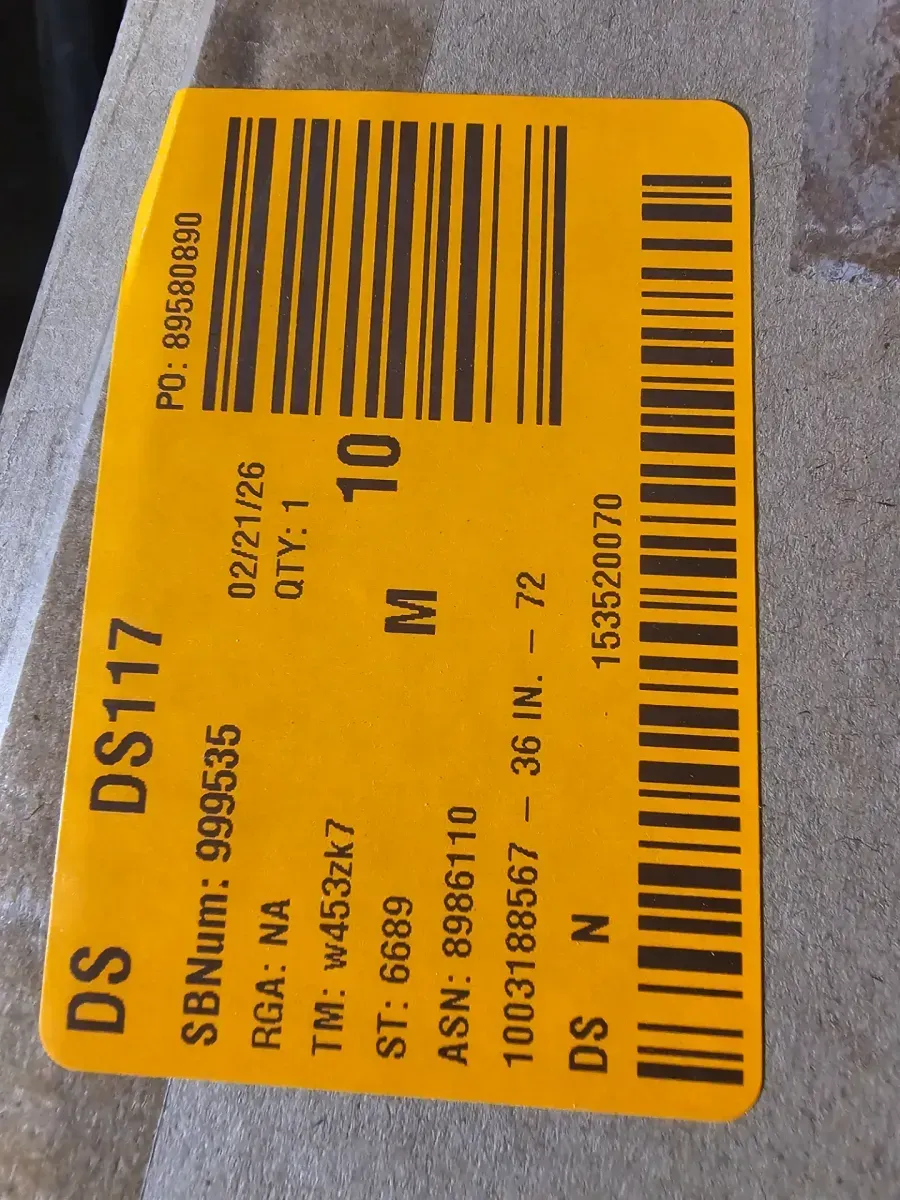 DS DS117
PO: 89580890
SBNum: 999535 02/21/26
RGA: NA QTY: 1
TM: w453zk7 10
ST: 6689 M
ASN: 8986110
1003188567 – 36 IN. – 72
DS N 153520070